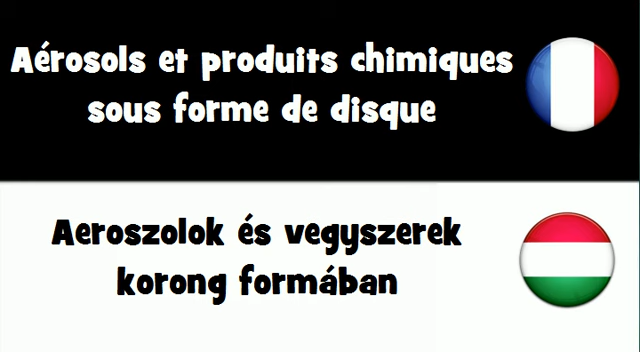 Aérosols et produits chimiques
sous forme de disque
Aeroszolok és vegyszerek
korong formában